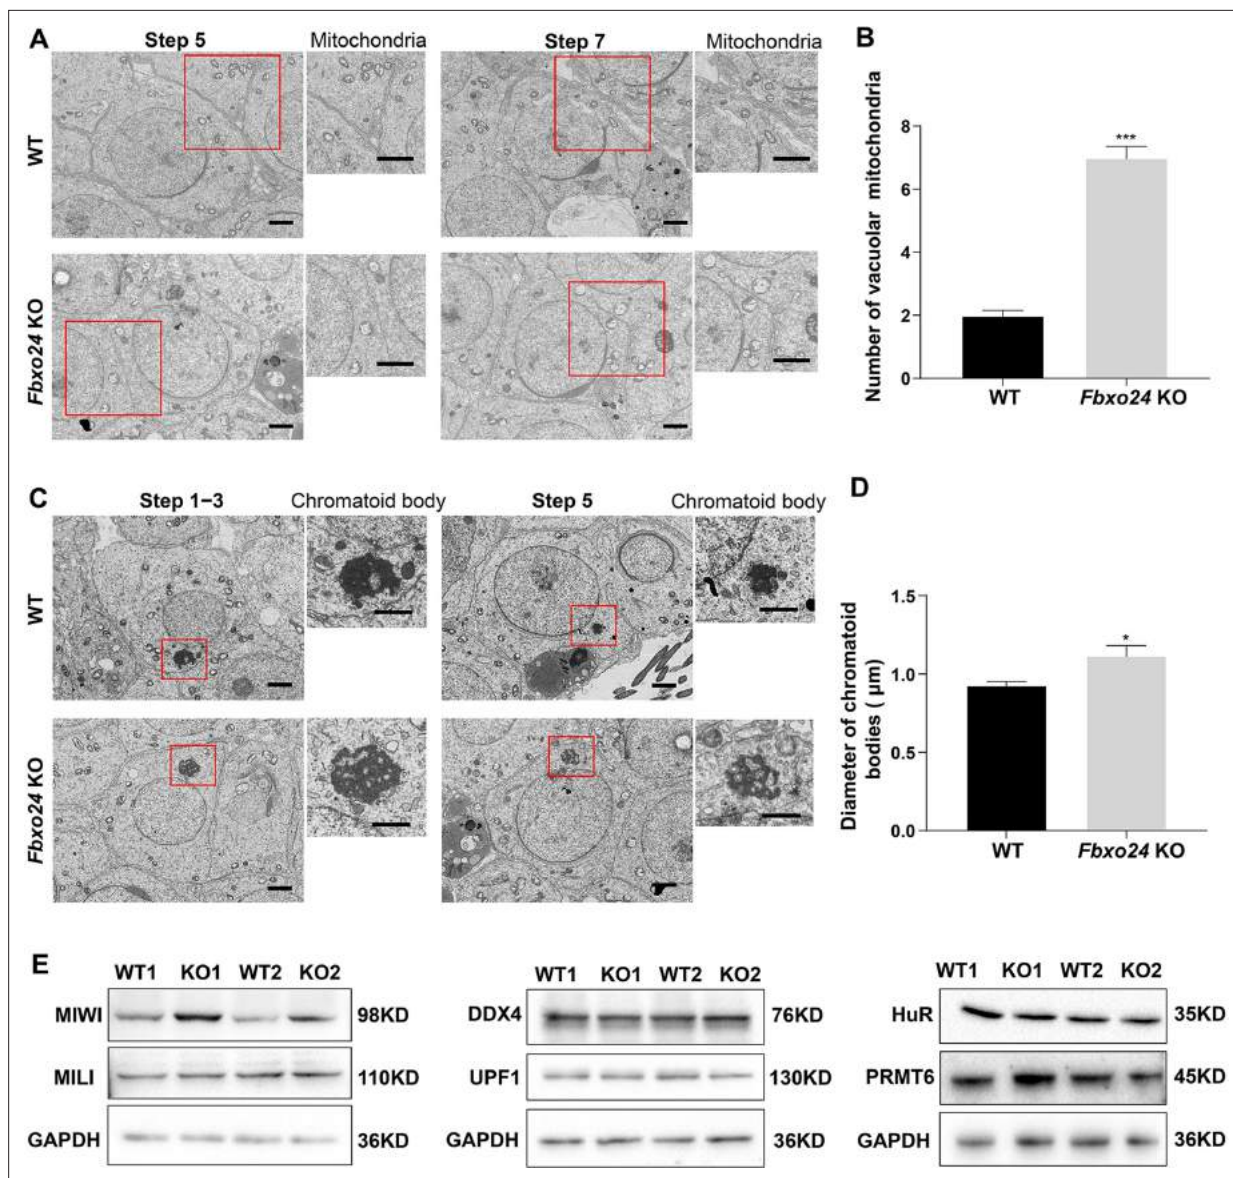 A
Step 5
Mitochondria
Step 7
Mitochondria
WT
Fbxo24 KO
B
Number of vacuolar mitochondria
8
6
4
2
0
***
WT
Fbxo24 KO
C
Step 1–3
Chromatoid body
Step 5
Chromatoid body
WT
Fbxo24 KO
D
Diameter of chromatoid
bodies ( μm)
1.5
1.0
0.5
0.0
*
WT
Fbxo24 KO
E
WT1 KO1 WT2 KO2
MIWI 98KD
MILI 110KD
GAPDH 36KD
WT1 KO1 WT2 KO2
DDX4 76KD
UPF1 130KD
GAPDH 36KD
WT1 KO1 WT2 KO2
HuR 35KD
PRMT6 45KD
GAPDH 36KD